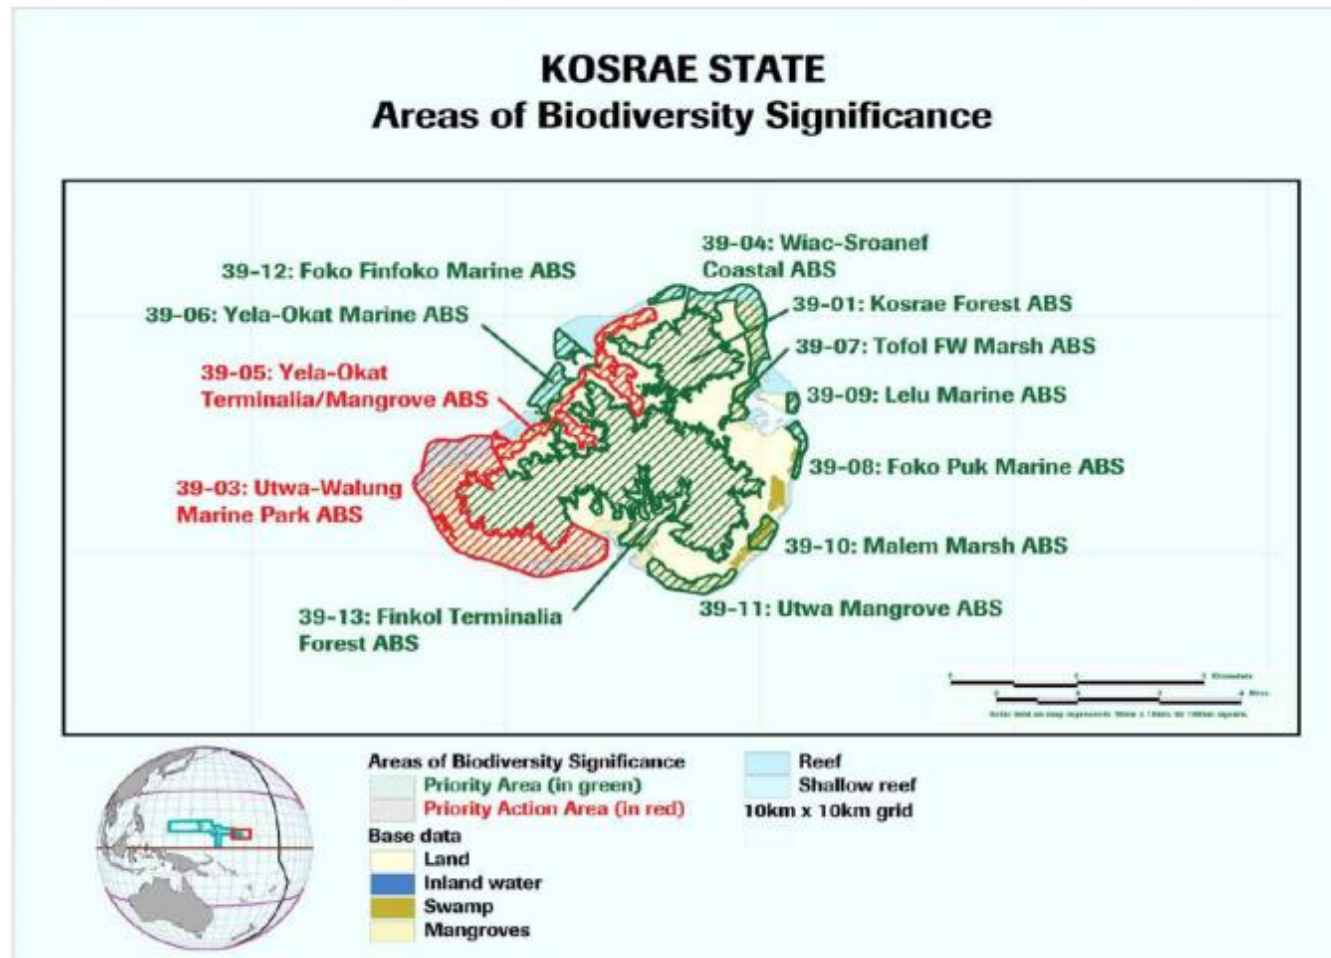 KOSRAE STATE
Areas of Biodiversity Significance
39-04: Wiac-Sroanef
Coastal ABS
39-12: Foko Finfoko Marine ABS
39-01: Kosrae Forest ABS
39-06: Yela-Okat Marine ABS
39-07: Tofol FW Marsh ABS
39-05: Yela-Okat
Terminalia/Mangrove ABS
39-09: Lelu Marine ABS
39-08: Foko Puk Marine ABS
39-03: Utwa-Walung
Marine Park ABS
39-10: Malem Marsh ABS
39-11: Utwa Mangrove ABS
39-13: Finkol Terminalia
Forest ABS
Kilometers
Miles
Areas of Biodiversity Significance
Priority Area (in green)
Priority Action Area (in red)
Base data
Land
Inland water
Swamp
Mangroves
Reef
Shallow reef
10km x 10km grid